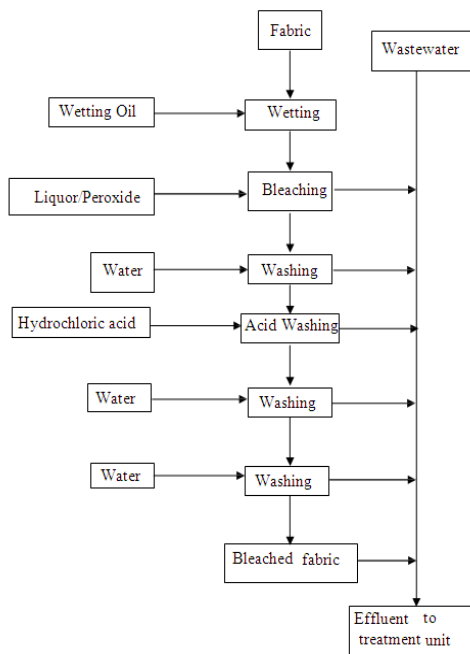 Fabric
Wastewater
Wetting Oil
Wetting
Liquor/Peroxide
Bleaching
Water
Washing
Hydrochloric acid
Acid Washing
Water
Washing
Water
Washing
Bleached fabric
Effluent to
treatment unit